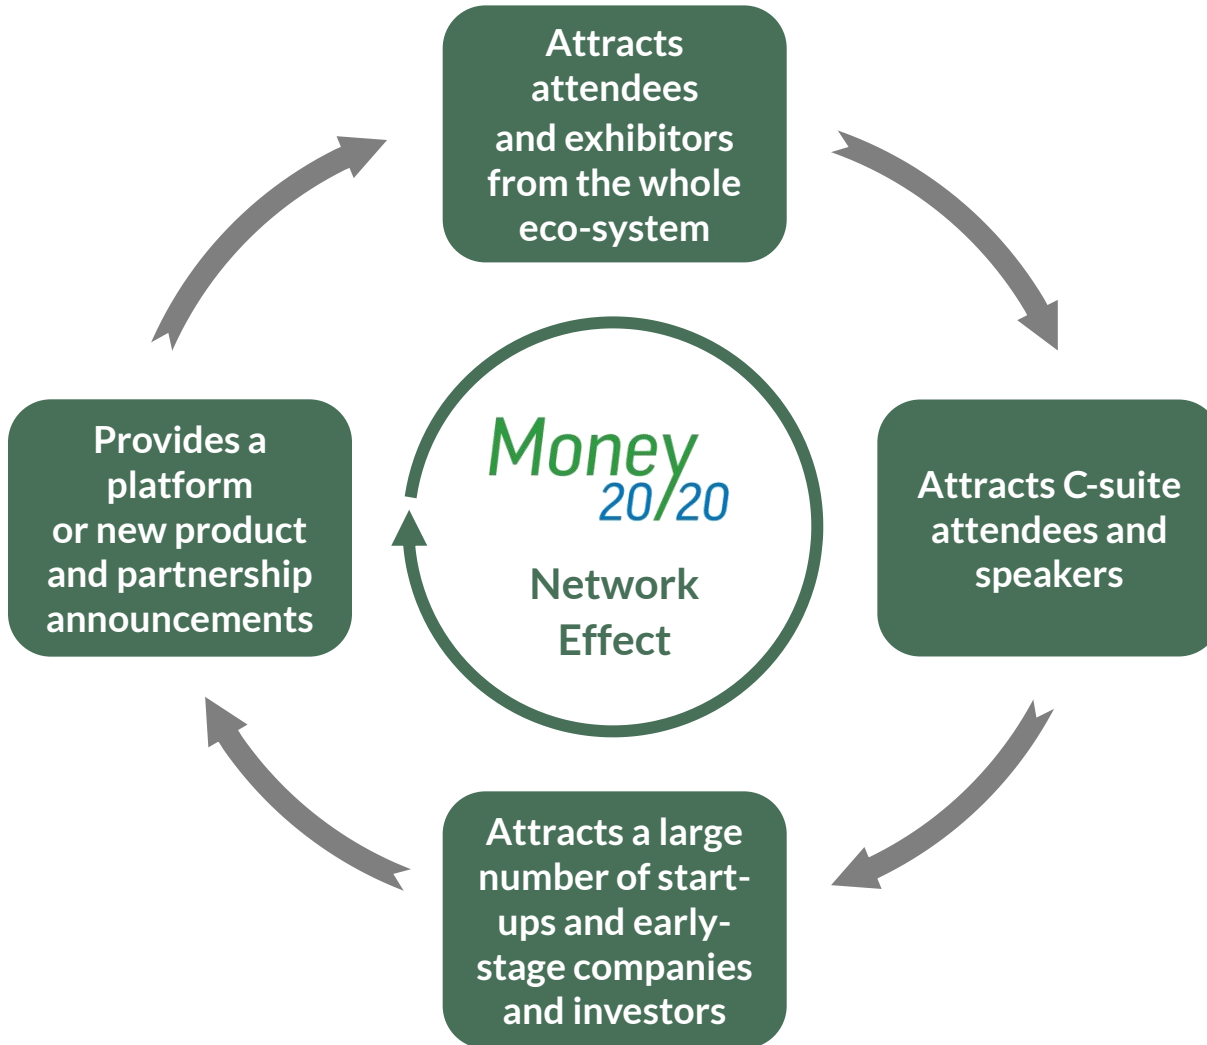 Attracts
attendees
and exhibitors
from the whole
eco-system
Attracts C-suite
attendees and
speakers
Attracts a large
number of start-
ups and early-
stage companies
and investors
Provides a
platform
or new product
and partnership
announcements
Money
20/20
Network
Effect